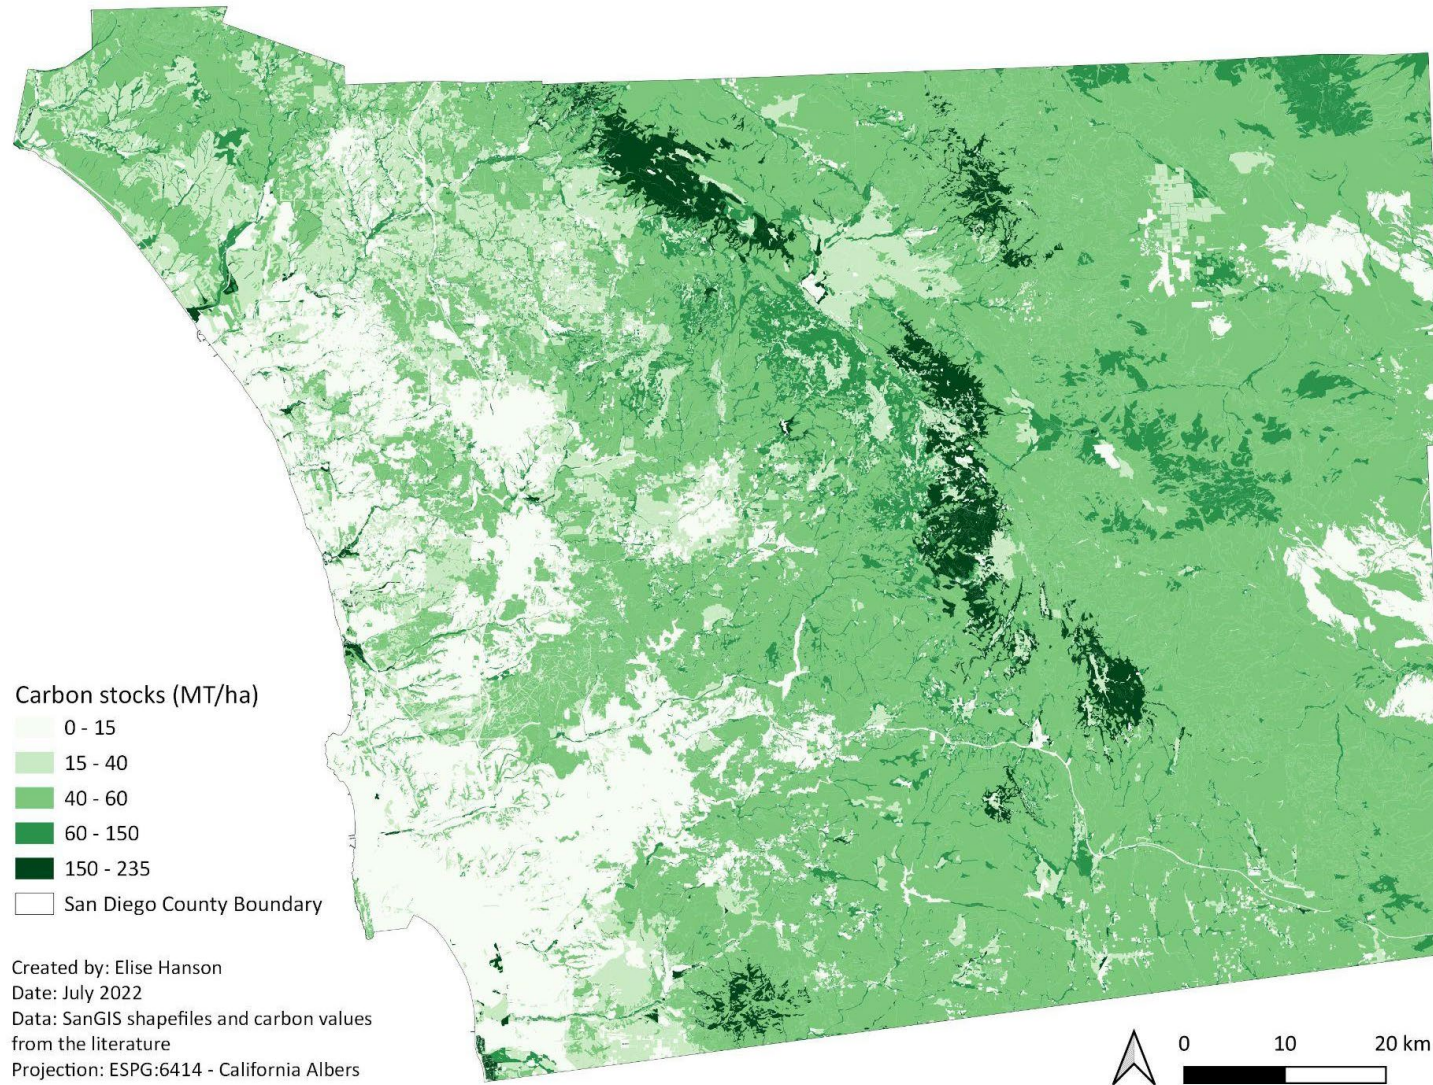 Carbon stocks (MT/ha)
0 - 15
15 - 40
40 - 60
60 - 150
150 - 235
San Diego County Boundary
Created by: Elise Hanson
Date: July 2022
Data: SanGIS shapefiles and carbon values
from the literature
Projection: ESPG:6414 - California Albers
0 10 20 km